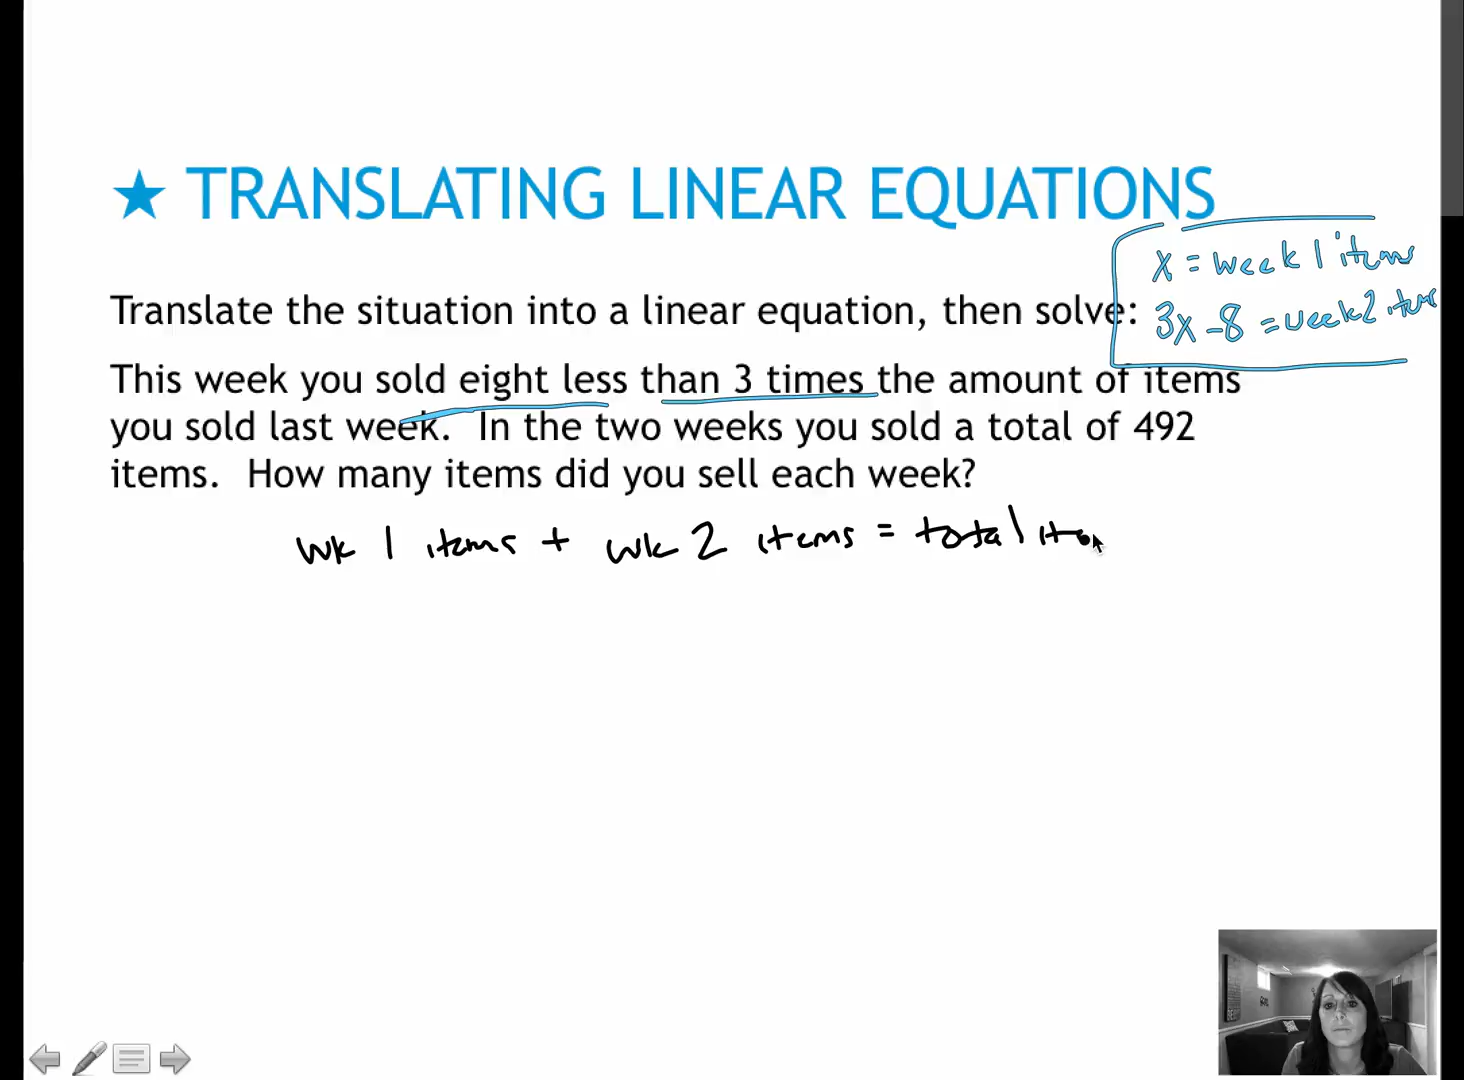 ★ TRANSLATING LINEAR EQUATIONS
x = week 1 items
Translate the situation into a linear equation, then solve:
3x - 8 = week 2 items
This week you sold eight less than 3 times the amount of items
you sold last week. In the two weeks you sold a total of 492
items. How many items did you sell each week?
wk 1 items + wk 2 items = total ite